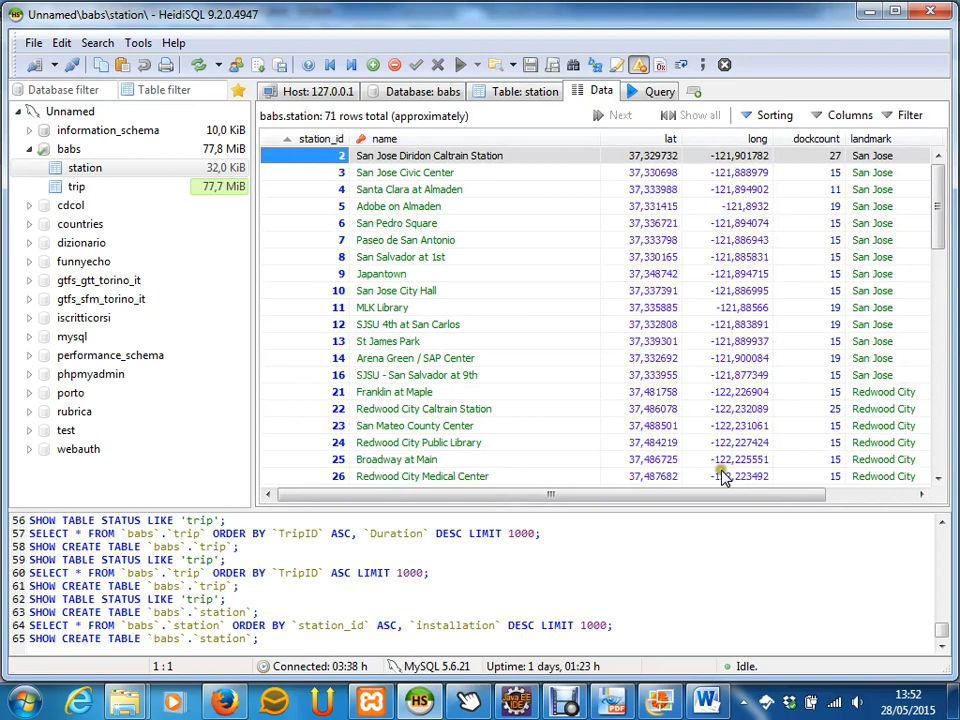 Unnamed\babs\station\ - HeidiSQL 9.2.0.4947
File Edit Search Tools Help
Database filter Table filter
Host: 127.0.0.1 Database: babs Table: station Data Query
babs.station: 71 rows total (approximately) Next Show all Sorting Columns Filter
Unnamed
information_schema 10,0 KiB
babs 77,8 MiB
station 32,0 KiB
trip 77,7 MiB
cdcol
countries
dizionario
funnyecho
gtfs_gtt_torino_it
gtfs_sfm_torino_it
iscritticorsi
mysql
performance_schema
phpmyadmin
porto
rubrica
test
webauth
station_id name lat long dockcount landmark
2 San Jose Diridon Caltrain Station 37,329732 -121,901782 27 San Jose
3 San Jose Civic Center 37,330698 -121,888979 15 San Jose
4 Santa Clara at Almaden 37,333988 -121,894902 11 San Jose
5 Adobe on Almaden 37,331415 -121,8932 19 San Jose
6 San Pedro Square 37,336721 -121,894074 15 San Jose
7 Paseo de San Antonio 37,333798 -121,886943 15 San Jose
8 San Salvador at 1st 37,330165 -121,885831 15 San Jose
9 Japantown 37,348742 -121,894715 15 San Jose
10 San Jose City Hall 37,337391 -121,886995 15 San Jose
11 MLK Library 37,335885 -121,88566 19 San Jose
12 SJSU 4th at San Carlos 37,332808 -121,883891 19 San Jose
13 St James Park 37,339301 -121,889937 15 San Jose
14 Arena Green / SAP Center 37,332692 -121,900084 19 San Jose
16 SJSU - San Salvador at 9th 37,333955 -121,877349 15 San Jose
21 Franklin at Maple 37,481758 -122,226904 15 Redwood City
22 Redwood City Caltrain Station 37,486078 -122,232089 25 Redwood City
23 San Mateo County Center 37,488501 -122,231061 15 Redwood City
24 Redwood City Public Library 37,484219 -122,227424 15 Redwood City
25 Broadway at Main 37,486725 -122,225551 15 Redwood City
26 Redwood City Medical Center 37,487682 -122,223492 15 Redwood City
56 SHOW TABLE STATUS LIKE 'trip';
57 SELECT * FROM `babs`.`trip` ORDER BY `TripID` ASC, `Duration` DESC LIMIT 1000;
58 SHOW CREATE TABLE `babs`.`trip`;
59 SHOW TABLE STATUS LIKE 'trip';
60 SELECT * FROM `babs`.`trip` ORDER BY `TripID` ASC LIMIT 1000;
61 SHOW CREATE TABLE `babs`.`trip`;
62 SHOW TABLE STATUS LIKE 'trip';
63 SHOW CREATE TABLE `babs`.`station`;
64 SELECT * FROM `babs`.`station` ORDER BY `station_id` ASC, `installation` DESC LIMIT 1000;
65 SHOW CREATE TABLE `babs`.`station`;
1 : 1 Connected: 03:38 h MySQL 5.6.21 Uptime: 1 days, 01:23 h Idle.
13:52
28/05/2015